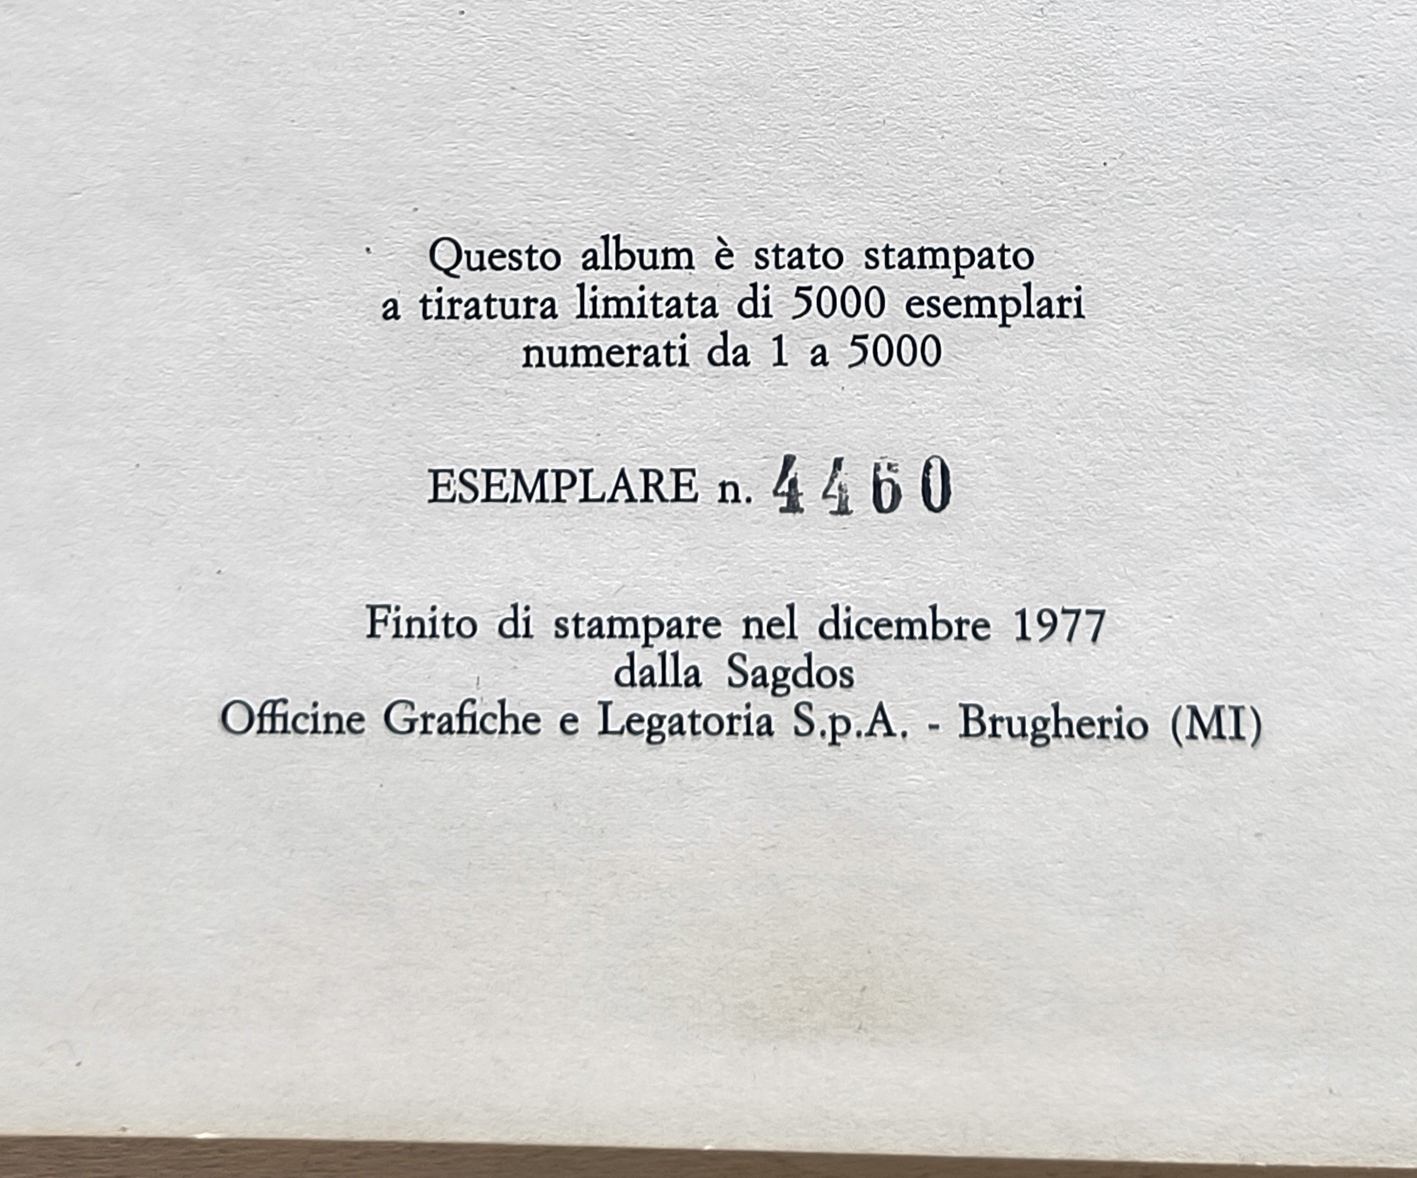 Questo album è stato stampato
a tiratura limitata di 5000 esemplari
numerati da 1 a 5000
ESEMPLARE n. 4460
Finito di stampare nel dicembre 1977
dalla Sagdos
Officine Grafiche e Legatoria S.p.A. - Brugherio (MI)